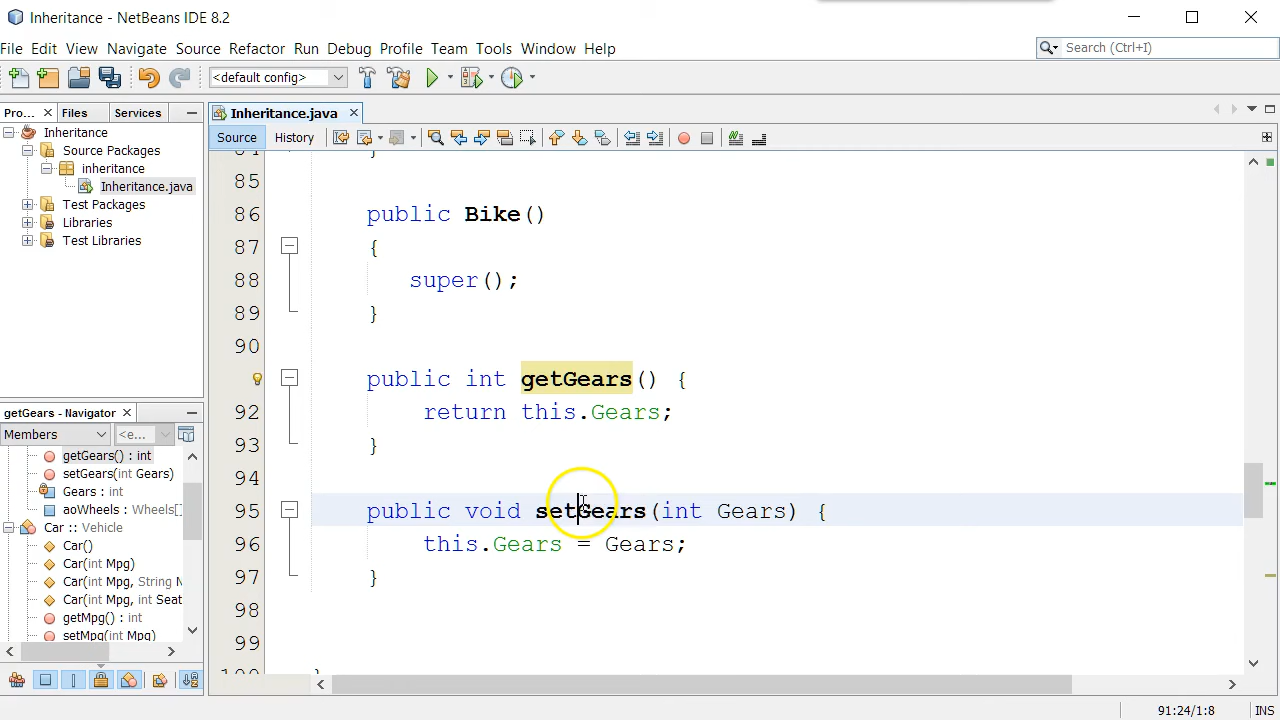 Inheritance - NetBeans IDE 8.2
File Edit View Navigate Source Refactor Run Debug Profile Team Tools Window Help
Search (Ctrl+I)
<default config>
Pro... Files Services
Inheritance.java
Source History
Inheritance
Source Packages
inheritance
Inheritance.java
Test Packages
Libraries
Test Libraries
84 }
85
86 public Bike()
87 {
88 super();
89 }
90
public int getGears() {
92 return this.Gears;
93 }
94
95 public void setGears(int Gears) {
96 this.Gears = Gears;
97 }
98
99
100 }
getGears - Navigator
Members <e...
getGears() : int
setGears(int Gears)
Gears : int
aoWheels : Wheels[]
Car :: Vehicle
Car()
Car(int Mpg)
Car(int Mpg, String N
Car(int Mpg, int Seat
getMpg() : int
setMpg(int Mpg)
91:24/1:8 INS